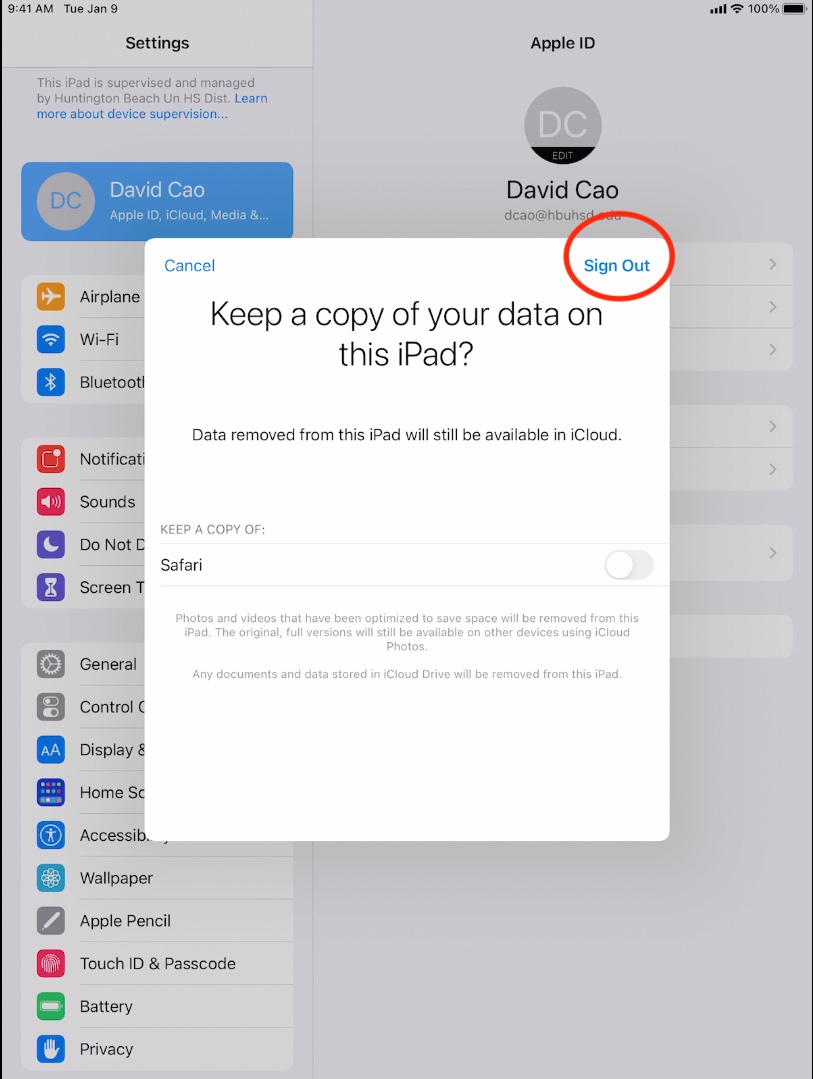 9:41 AM Tue Jan 9
100%
Settings
Apple ID
This iPad is supervised and managed
by Huntington Beach Un HS Dist. Learn
more about device supervision...
DC
EDIT
David Cao
dcao@hbuhsd.edu
DC
David Cao
Apple ID, iCloud, Media &...
Cancel
Sign Out
Keep a copy of your data on
this iPad?
Data removed from this iPad will still be available in iCloud.
KEEP A COPY OF:
Safari
Photos and videos that have been optimized to save space will be removed from this
iPad. The original, full versions will still be available on other devices using iCloud
Photos.
Any documents and data stored in iCloud Drive will be removed from this iPad.
Airplane
Wi-Fi
Bluetooth
Notificati
Sounds
Do Not D
Screen T
General
Control C
AA
Display &
Home Sc
Accessib
Wallpaper
Apple Pencil
Touch ID & Passcode
Battery
Privacy